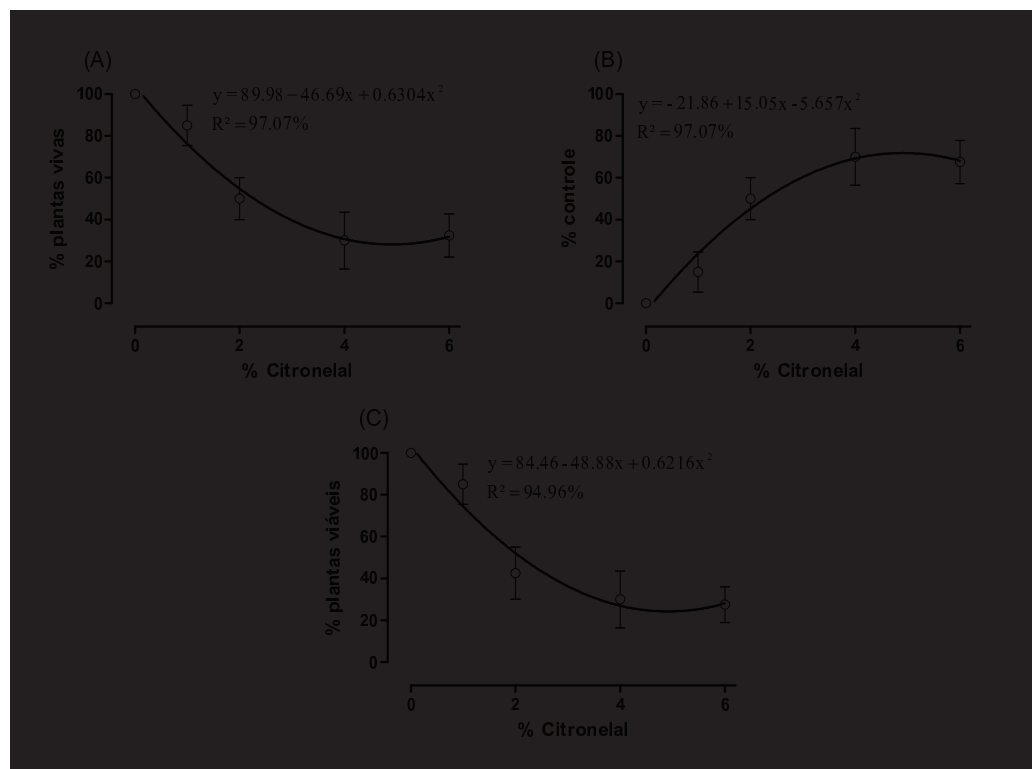 (A)
y = 89.98 − 46.69x + 0.6304x²
R² = 97.07%
% plantas vivas
100
80
60
40
20
0
0 2 4 6
% Citronelal
(B)
y = - 21.86 + 15.05x - 5.657x²
R² = 97.07%
% controle
100
80
60
40
20
0
0 2 4 6
% Citronelal
(C)
y = 84.46 - 48.88x + 0.6216x²
R² = 94.96%
% plantas viáveis
100
80
60
40
20
0
0 2 4 6
% Citronelal